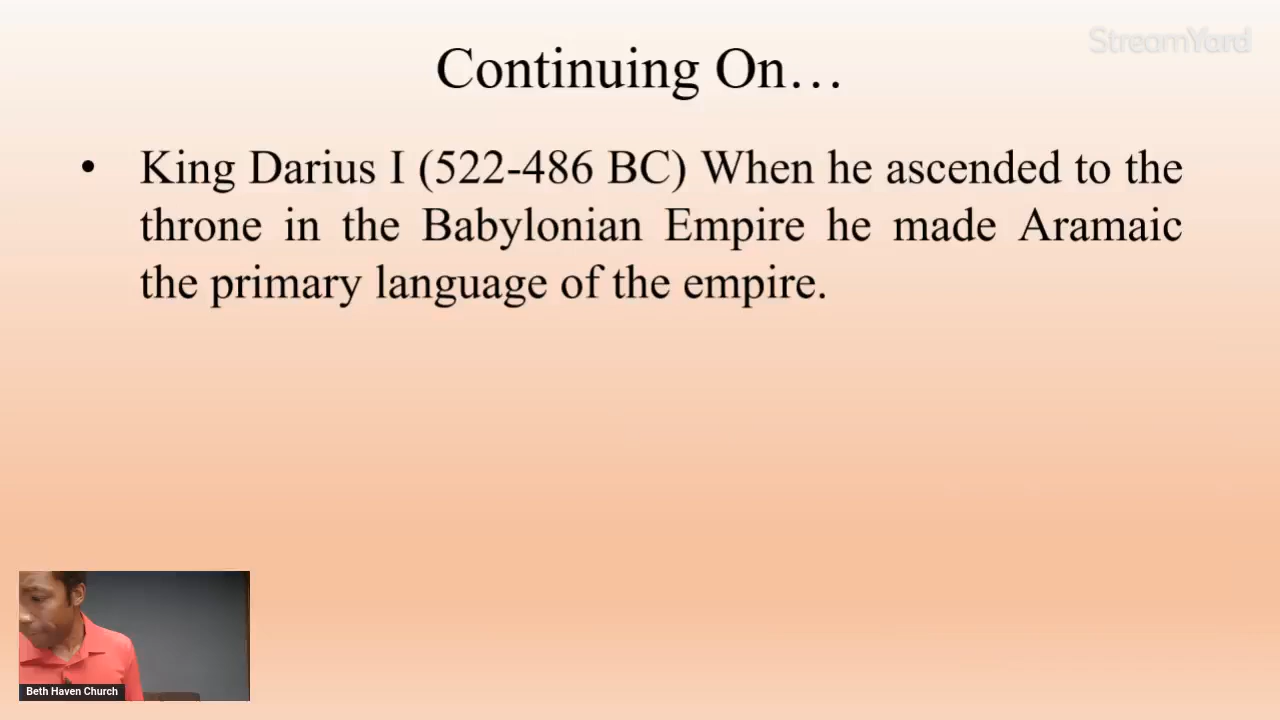 StreamYard
Continuing On…
• King Darius I (522-486 BC) When he ascended to the
throne in the Babylonian Empire he made Aramaic
the primary language of the empire.
Beth Haven Church